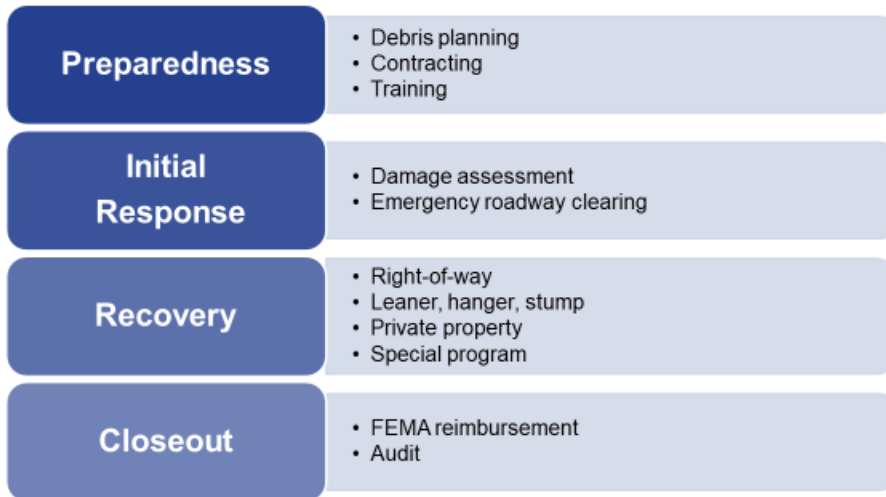 Preparedness
• Debris planning
• Contracting
• Training
Initial
Response
• Damage assessment
• Emergency roadway clearing
Recovery
• Right-of-way
• Leaner, hanger, stump
• Private property
• Special program
Closeout
• FEMA reimbursement
• Audit